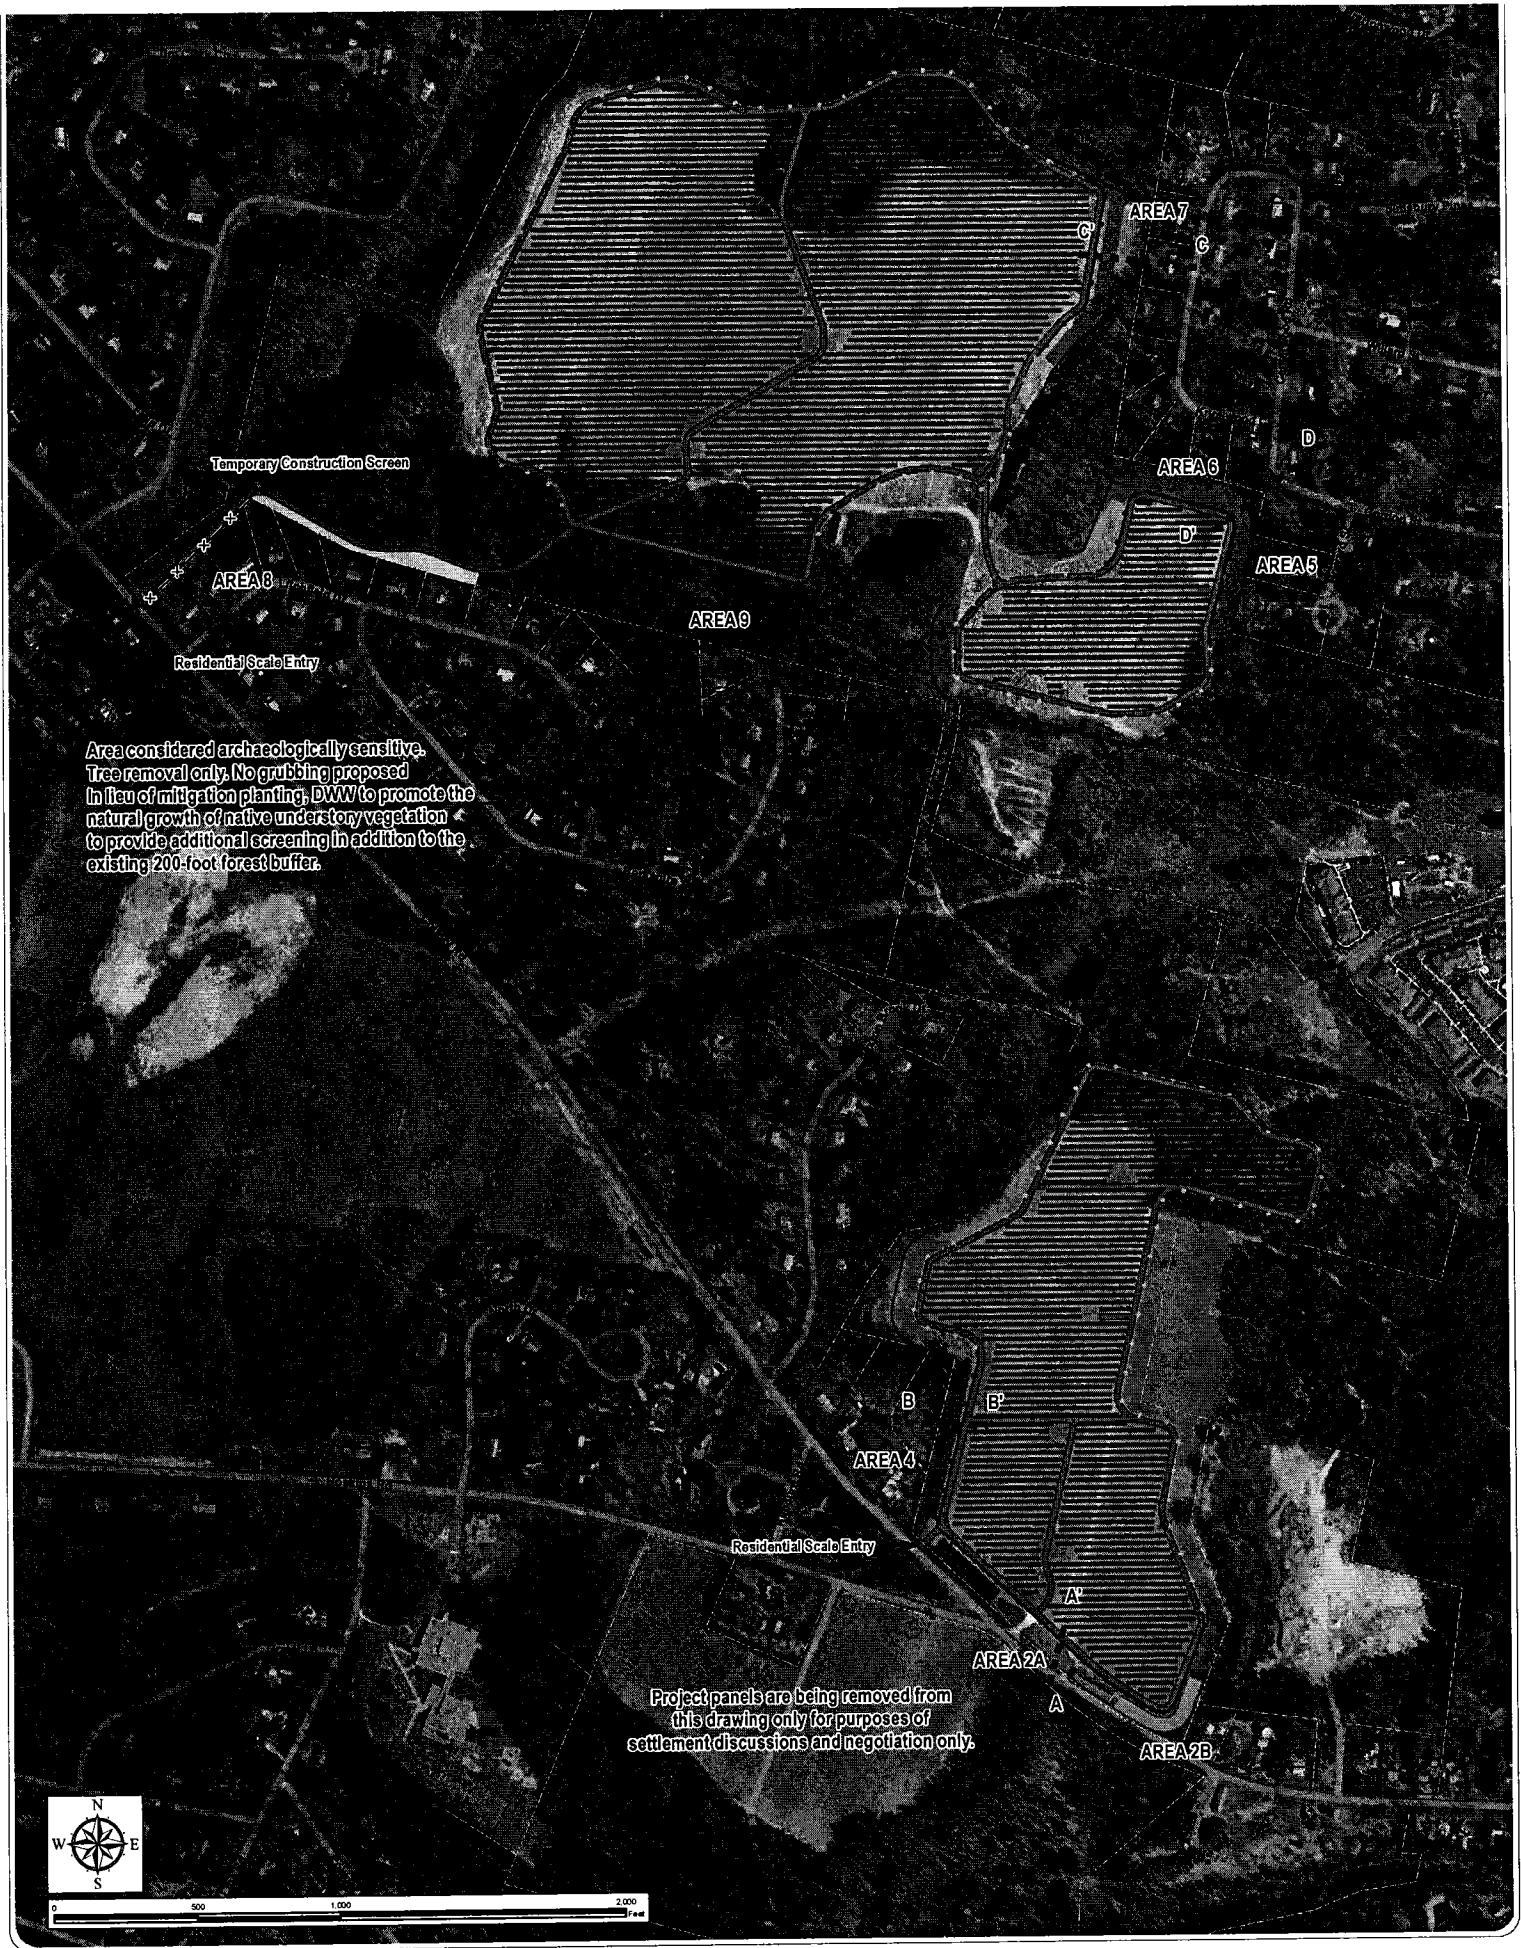 AREA 7
C'
C
D
Temporary Construction Screen
AREA 6
D'
AREA 5
AREA 8
AREA 9
Residential Scale Entry
Area considered archaeologically sensitive.
Tree removal only. No grubbing proposed
In lieu of mitigation planting, DWW to promote the
natural growth of native understory vegetation
to provide additional screening in addition to the
existing 200-foot forest buffer.
B
B'
AREA 4
Residential Scale Entry
A'
AREA 2A
Project panels are being removed from
this drawing only for purposes of
settlement discussions and negotiation only.
A
AREA 2B
N
W E
S
0 500 1,000 2,000
Feet